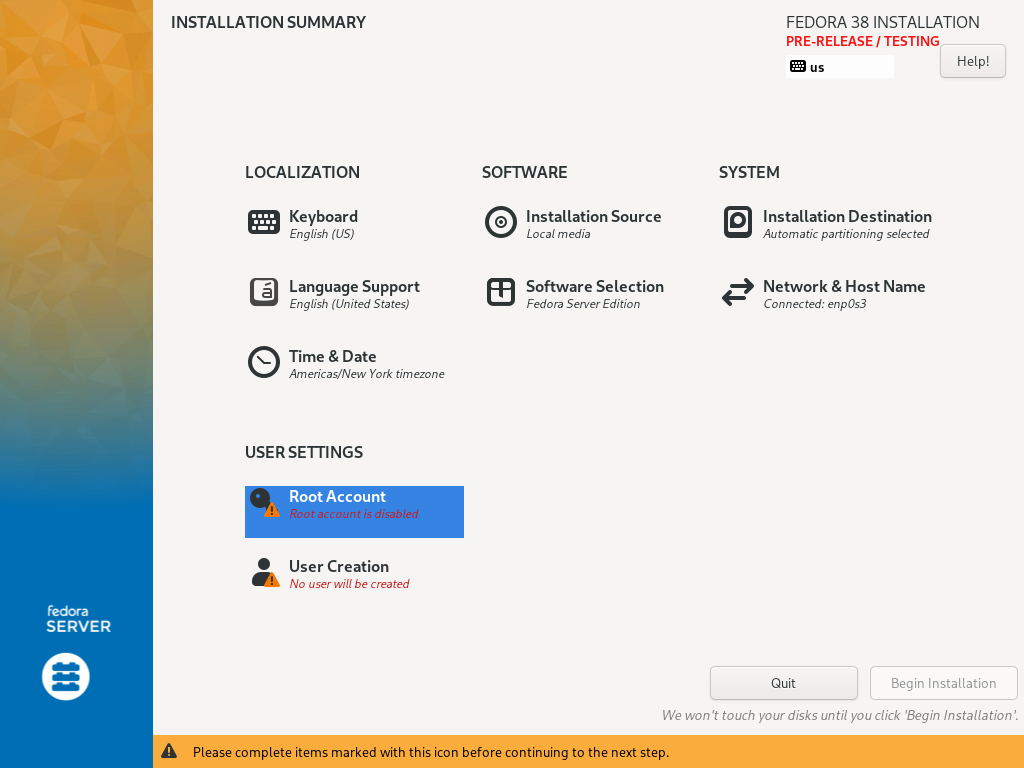 INSTALLATION SUMMARY
FEDORA 38 INSTALLATION
PRE-RELEASE / TESTING
us
Help!
LOCALIZATION
Keyboard
English (US)
Language Support
English (United States)
Time & Date
Americas/New York timezone
SOFTWARE
Installation Source
Local media
Software Selection
Fedora Server Edition
SYSTEM
Installation Destination
Automatic partitioning selected
Network & Host Name
Connected: enp0s3
USER SETTINGS
Root Account
Root account is disabled
User Creation
No user will be created
fedora
SERVER
Quit
Begin Installation
We won't touch your disks until you click 'Begin Installation'.
Please complete items marked with this icon before continuing to the next step.